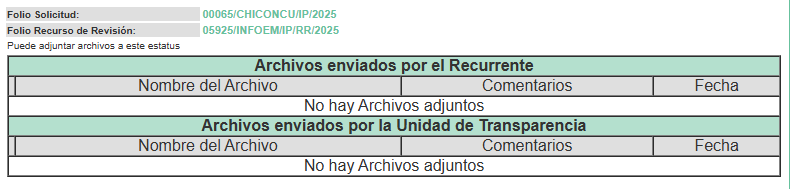 Folio Solicitud: 00065/CHICONCU/IP/2025
Folio Recurso de Revisión: 05925/INFOEM/IP/RR/2025
Puede adjuntar archivos a este estatus
Archivos enviados por el Recurrente
Nombre del Archivo Comentarios Fecha
No hay Archivos adjuntos
Archivos enviados por la Unidad de Transparencia
Nombre del Archivo Comentarios Fecha
No hay Archivos adjuntos